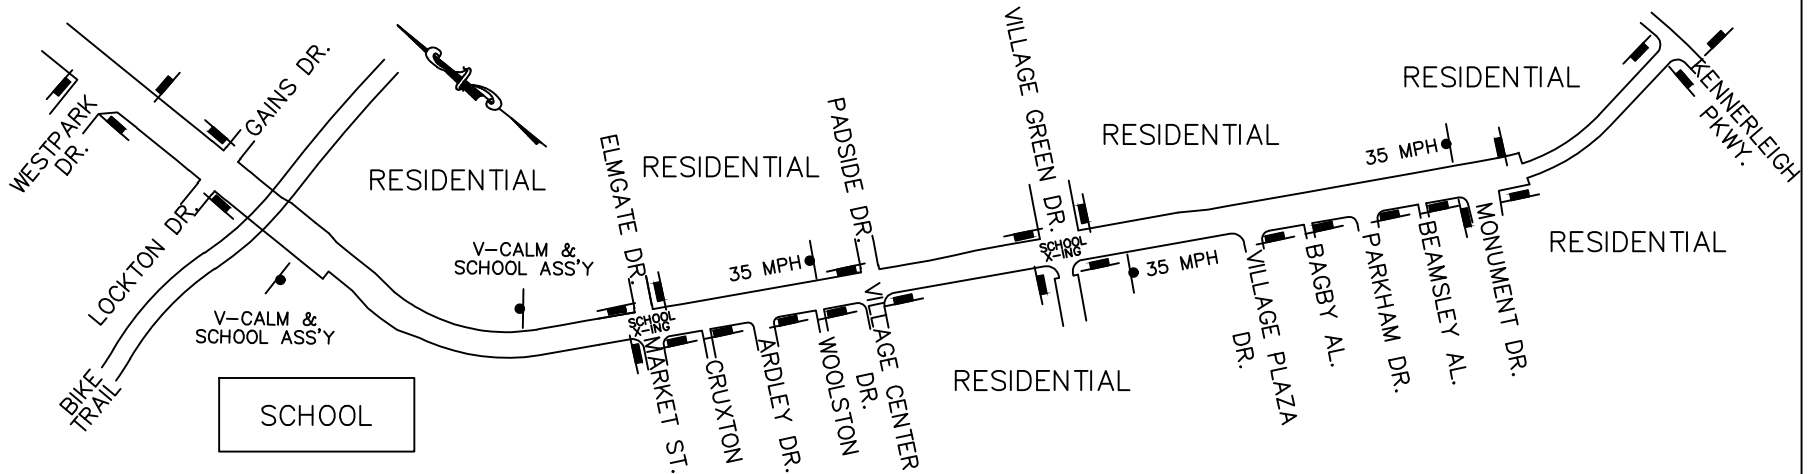 WESTPARK
DR.
GAINS DR.
LOCKTON DR.
BIKE
TRAIL
V-CALM &
SCHOOL ASS'Y
SCHOOL
RESIDENTIAL
V-CALM &
SCHOOL ASS'Y
ELMGATE DR.
SCHOOL
X-ING
MARKET ST.
CRUXTON
ARDLEY DR.
WOOLSTON
DR.
RESIDENTIAL
35 MPH
PADSIDE DR.
VILLAGE CENTER
VILLAGE GREEN DR.
SCHOOL
X-ING
35 MPH
RESIDENTIAL
RESIDENTIAL
VILLAGE PLAZA
DR.
BAGBY AL.
PARKHAM DR.
BEAMSLEY AL.
MONUMENT DR.
35 MPH
RESIDENTIAL
RESIDENTIAL
KENNERLEIGH
PKWY.